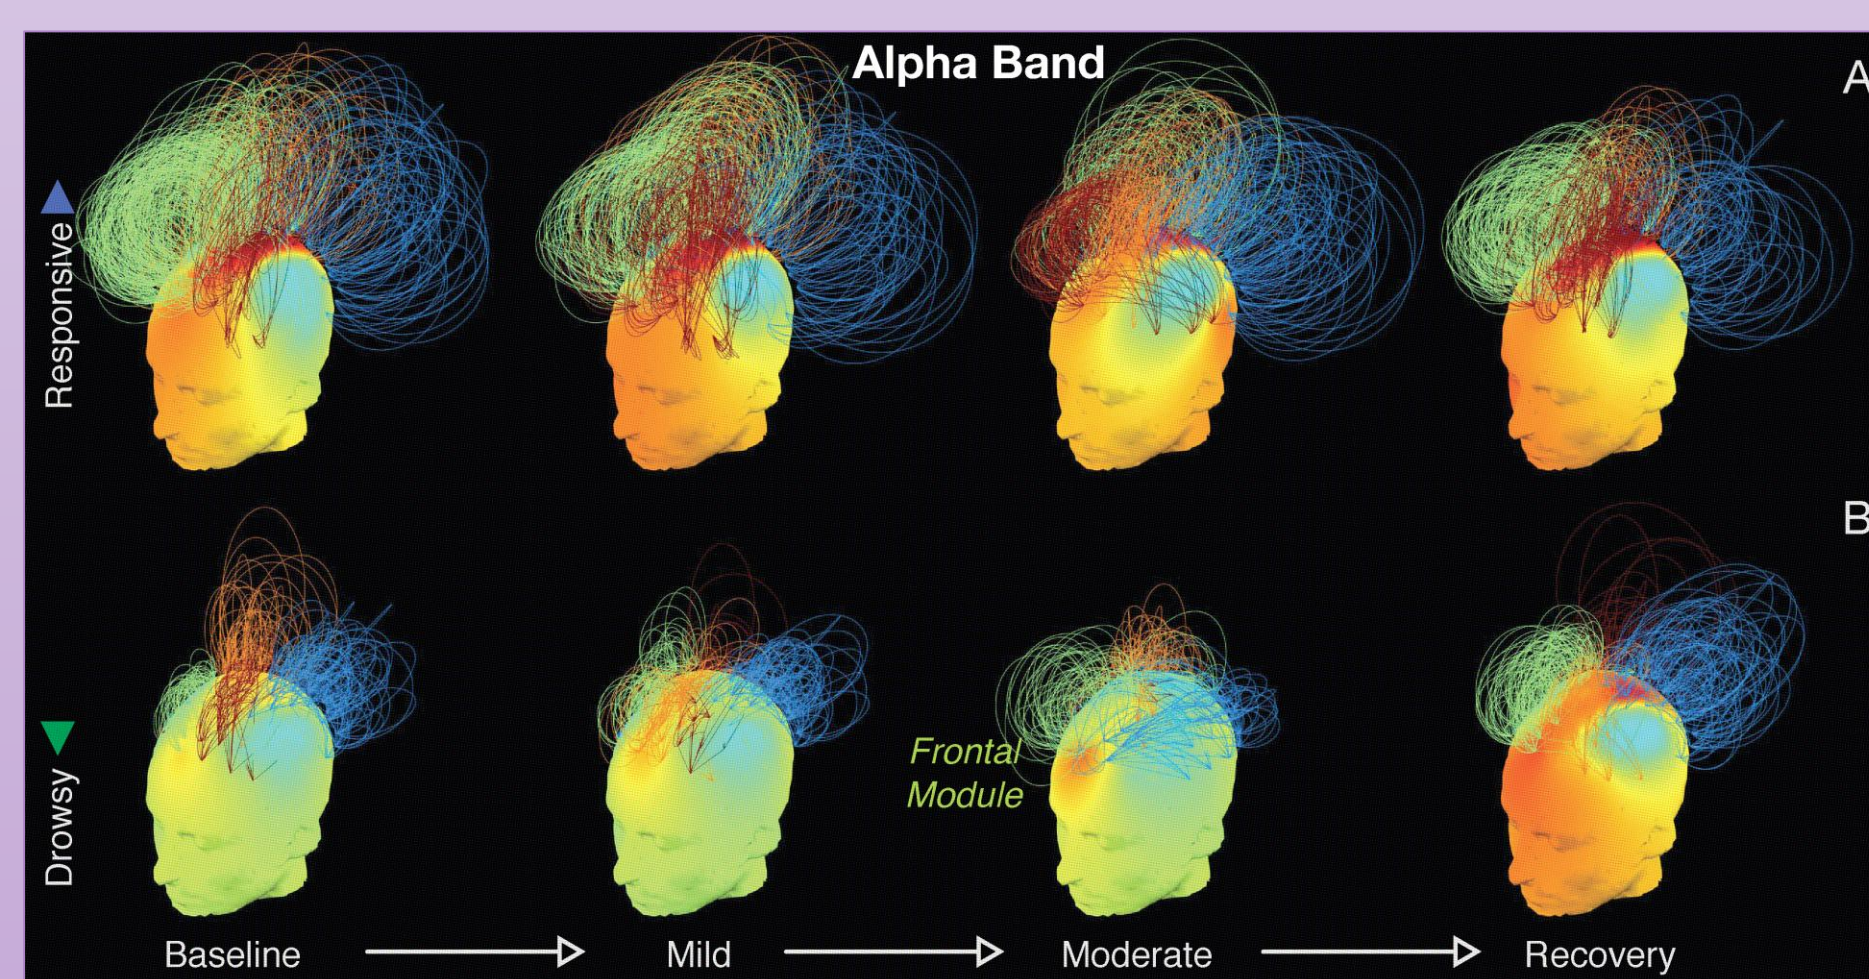 Alpha Band
A
Responsive
B
Frontal
Module
Drowsy
Baseline
Mild
Moderate
Recovery